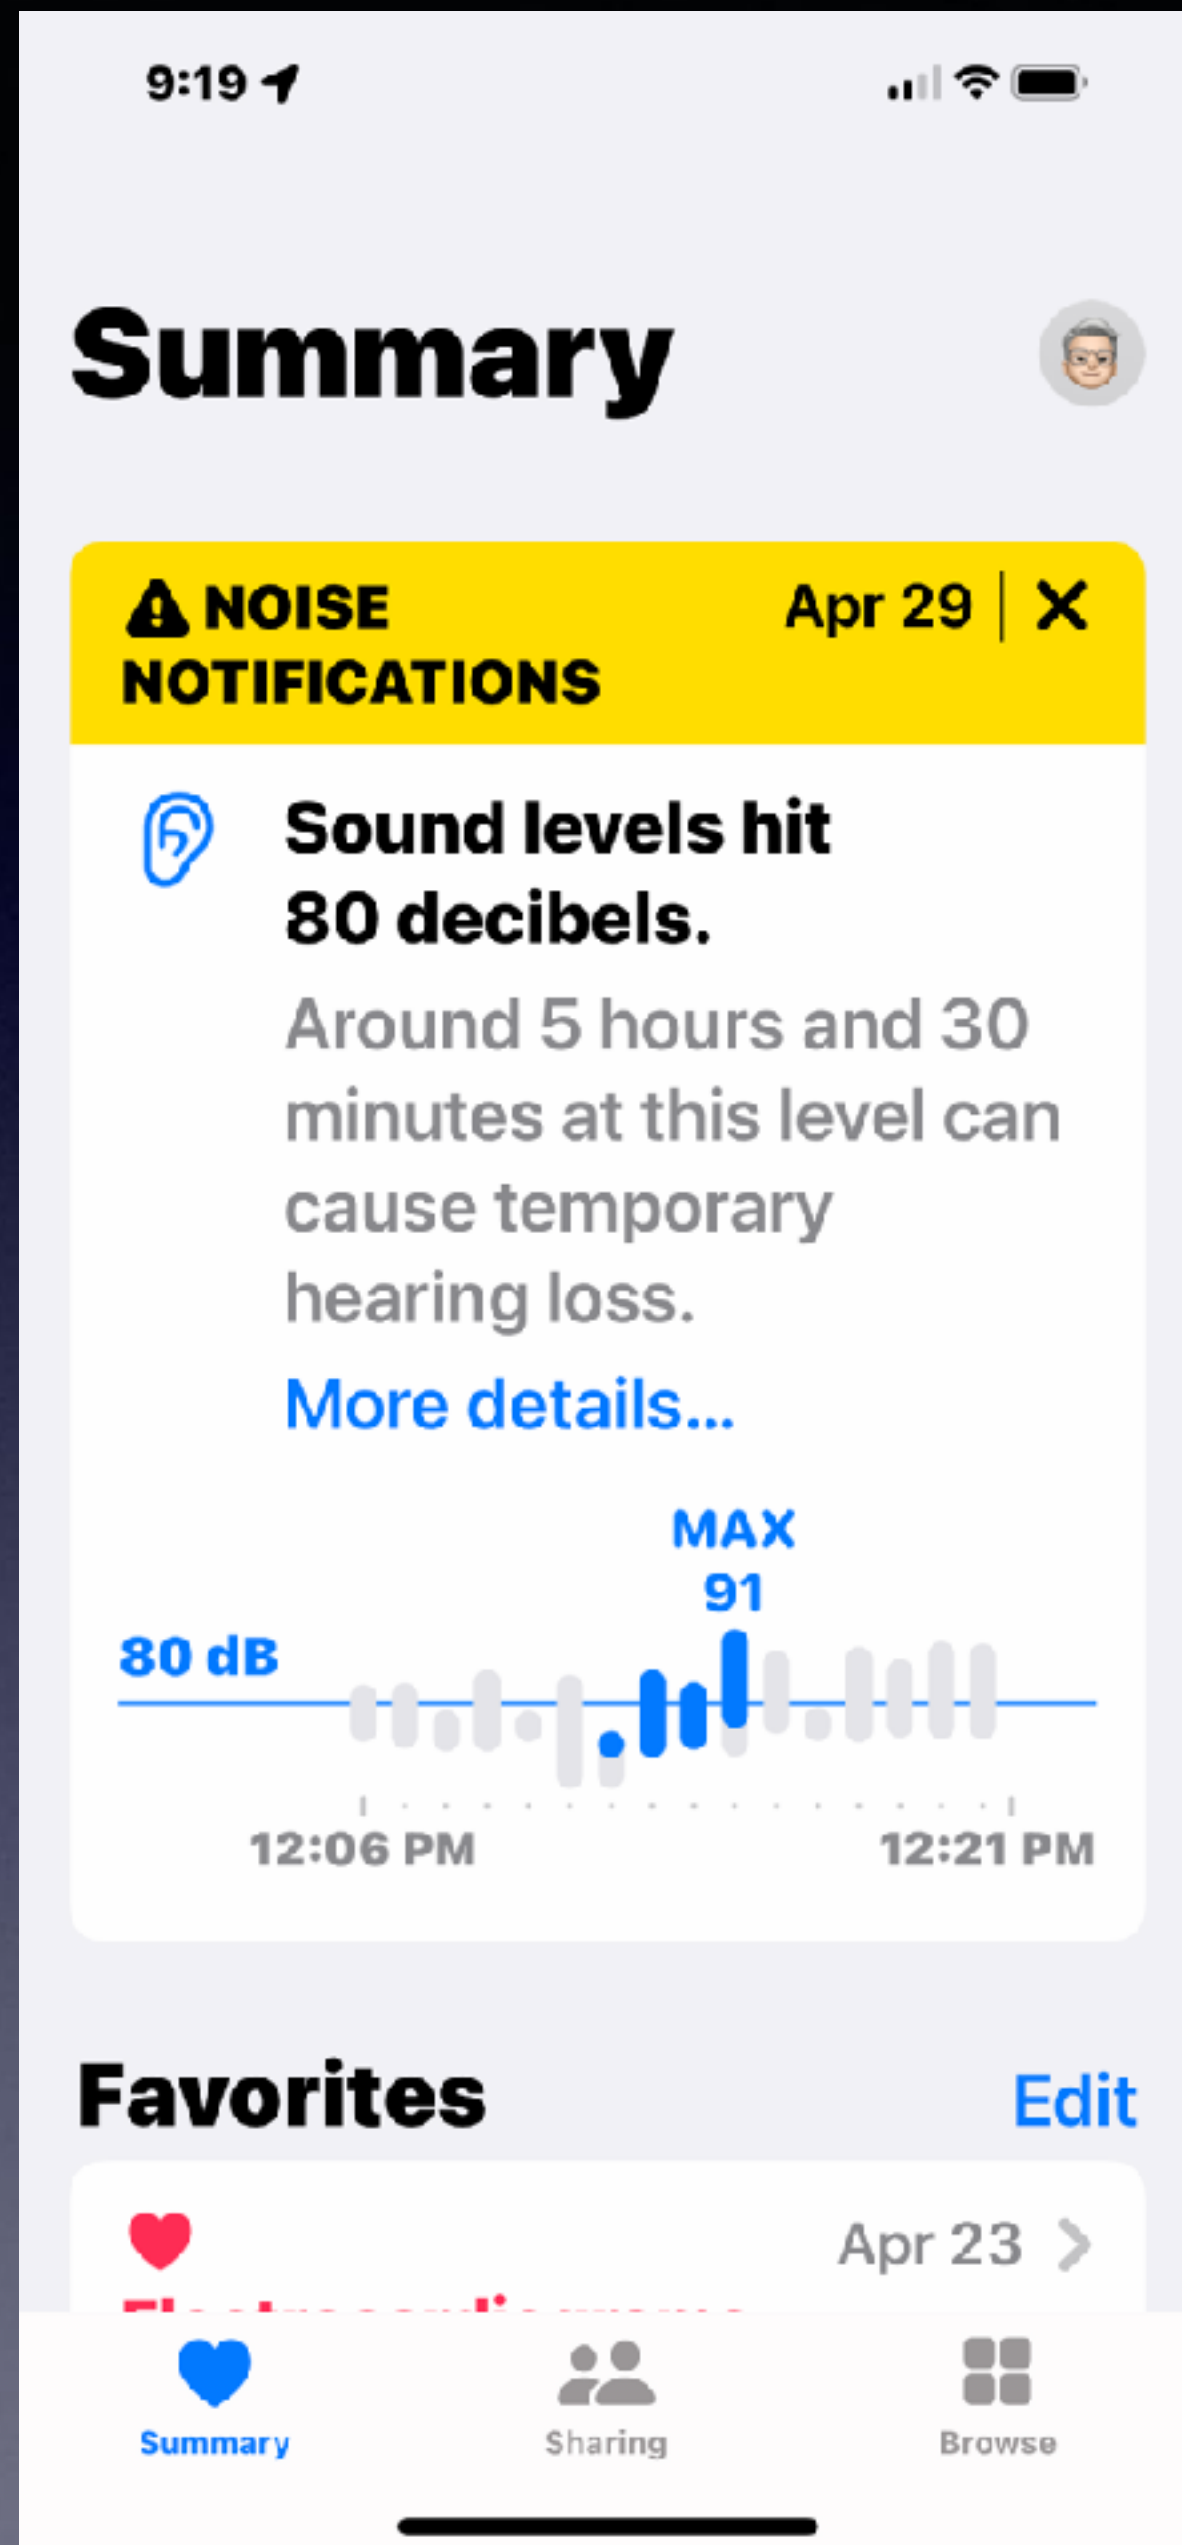 9:19
Summary
NOISE
NOTIFICATIONS
Apr 29
Sound levels hit
80 decibels.
Around 5 hours and 30
minutes at this level can
cause temporary
hearing loss.
More details...
MAX
91
80 dB
12:06 PM
12:21 PM
Favorites
Edit
Apr 23
Summary
Sharing
Browse